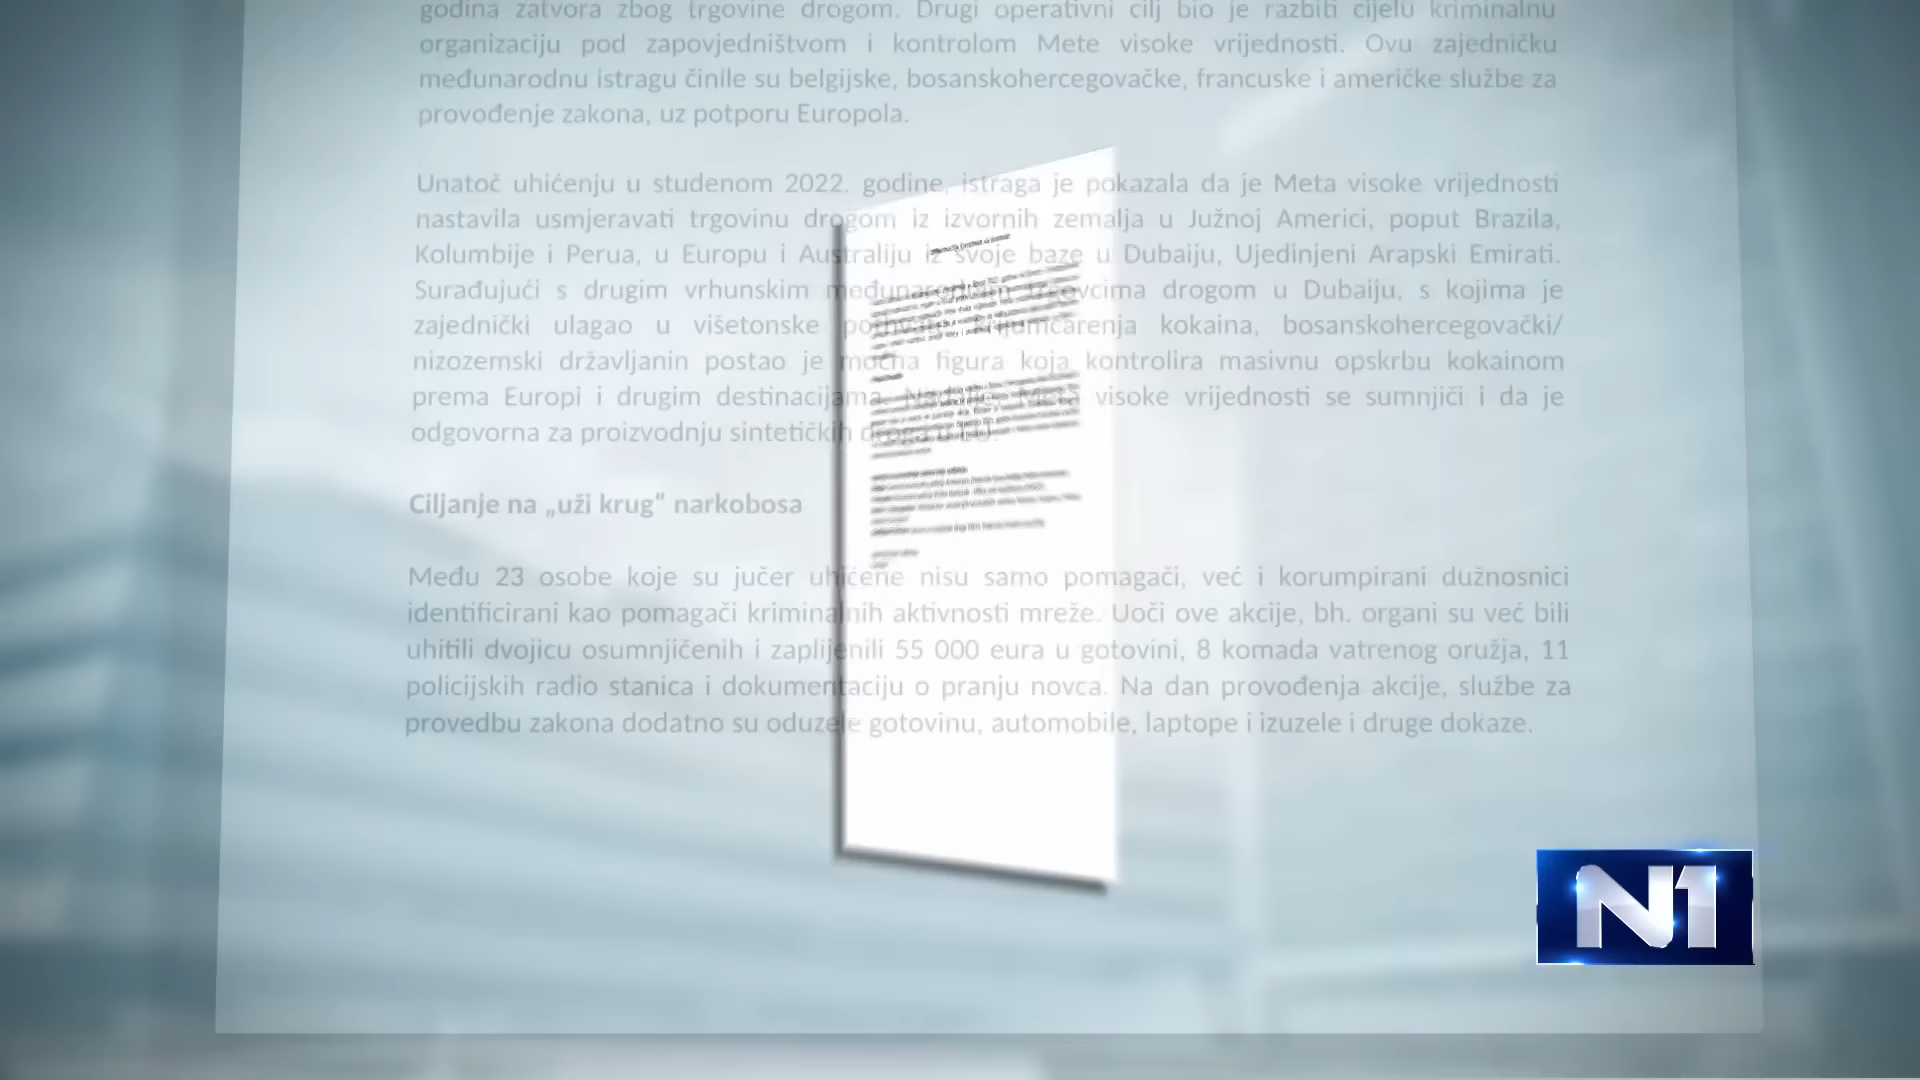 godina zatvora zbog trgovine drogom. Drugi operativni cilj bio je razbiti cijelu kriminalnu
organizaciju pod zapovjedništvom i kontrolom Mete visoke vrijednosti. Ovu zajedničku
međunarodnu istragu činile su belgijske, bosanskohercegovačke, francuske i američke službe za
provođenje zakona, uz potporu Europola.
Unatoč uhićenju u studenom 2022. godine, istraga je pokazala da je Meta visoke vrijednosti
nastavila usmjeravati trgovinu drogom iz izvornih zemalja u Južnoj Americi, poput Brazila,
Kolumbije i Perua, u Europu i Australiju iz svoje baze u Dubaiju, Ujedinjeni Arapski Emirati.
Surađujući s drugim vrhunskim međunarodnim trgovcima drogom u Dubaiju, s kojima je
zajednički ulagao u višetonske krijumčarenja kokaina, bosanskohercegovački/
nizozemski državljanin postao je moćna figura koja kontrolira masivnu opskrbu kokainom
prema Europi i drugim destinacijama. Nadalje, Meta visoke vrijednosti se sumnjiči i da je
odgovorna za proizvodnju sintetičkih droga u EU.
Ciljanje na „uži krug“ narkobosa
Među 23 osobe koje su jučer uhićene nisu samo pomagači, već i korumpirani dužnosnici
identificirani kao pomagači kriminalnih aktivnosti mreže. Uoči ove akcije, bh. organi su već bili
uhitili dvojicu osumnjičenih i zaplijenili 55 000 eura u gotovini, 8 komada vatrenog oružja, 11
policijskih radio stanica i dokumentaciju o pranju novca. Na dan provođenja akcije, službe za
provedbu zakona dodatno su oduzele gotovinu, automobile, laptope i izuzele i druge dokaze.
N1